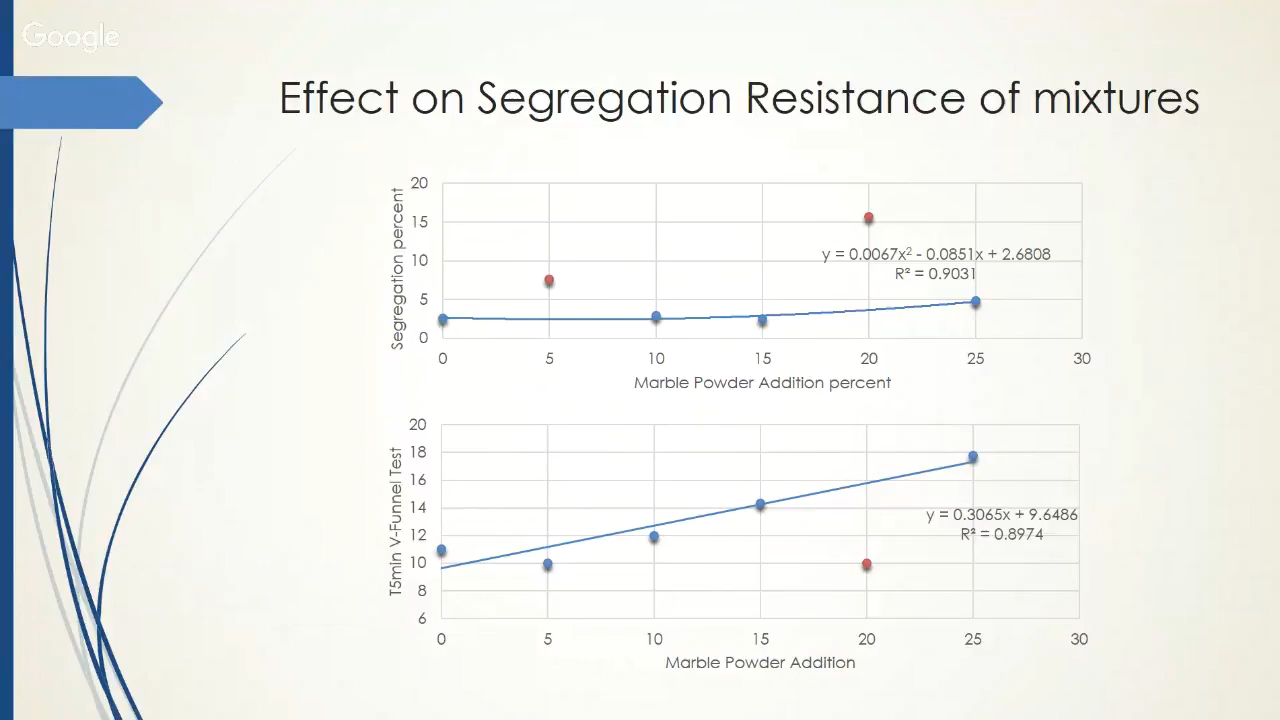 Google
Effect on Segregation Resistance of mixtures
Segregation percent
20
15
10
5
0
y = 0.0067x² - 0.0851x + 2.6808
R² = 0.9031
0 5 10 15 20 25 30
Marble Powder Addition percent
T5min V-Funnel Test
20
18
16
14
12
10
8
6
y = 0.3065x + 9.6486
R² = 0.8974
0 5 10 15 20 25 30
Marble Powder Addition